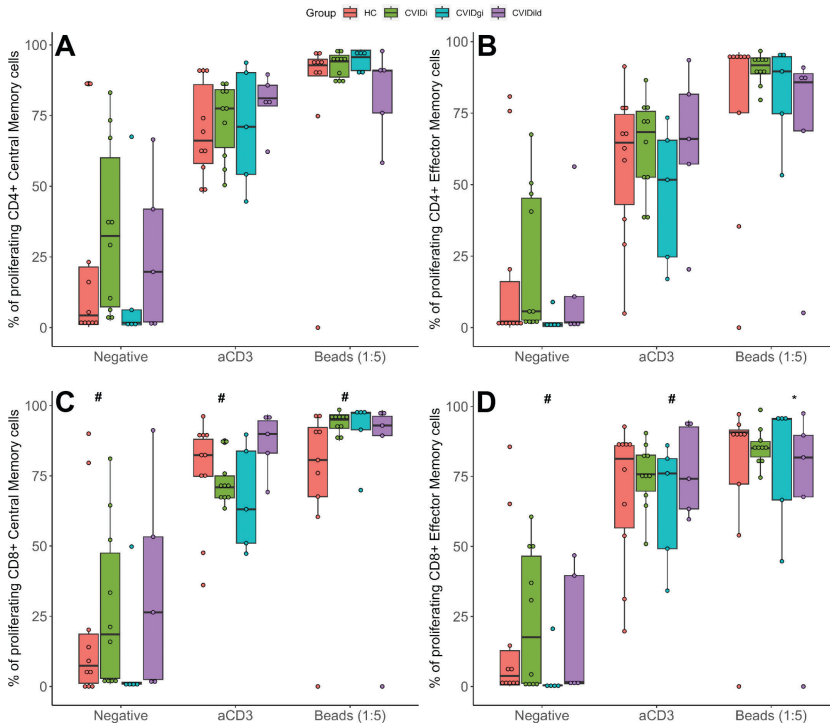 Group HC CVIDi CVIDgi CVIDild
A
% of proliferating CD4+ Central Memory cells
100
75
50
25
0
Negative aCD3 Beads (1:5)
B
% of proliferating CD4+ Effector Memory cells
100
75
50
25
0
Negative aCD3 Beads (1:5)
C
# # #
% of proliferating CD8+ Central Memory cells
100
75
50
25
0
Negative aCD3 Beads (1:5)
D
# # *
% of proliferating CD8+ Effector Memory cells
100
75
50
25
0
Negative aCD3 Beads (1:5)